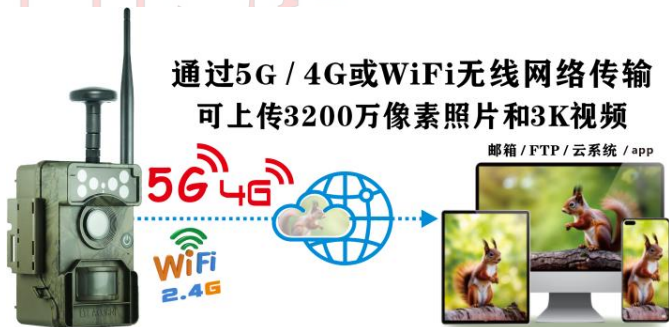 通过5G / 4G或WiFi无线网络传输
可上传3200万像素照片和3K视频
邮箱 / FTP / 云系统 / app
5G 4G
WiFi
2.4G